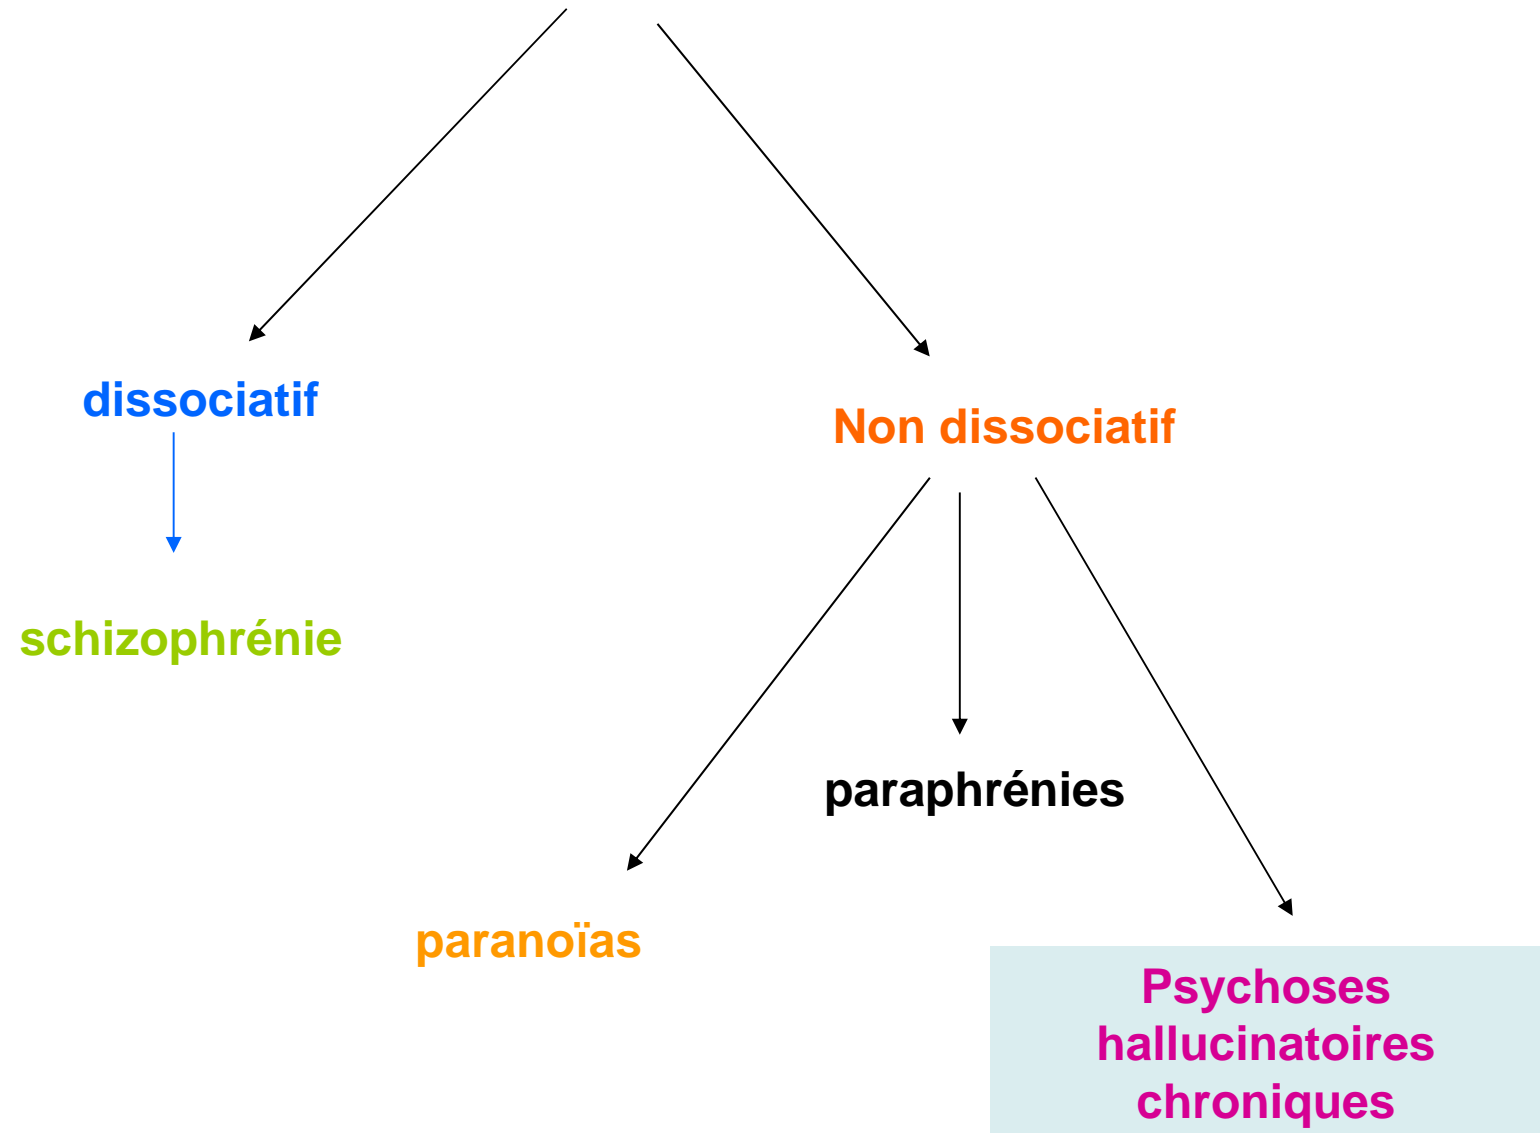 dissociatif
Non dissociatif
schizophrénie
paraphrénies
paranoïas
Psychoses
hallucinatoires
chroniques